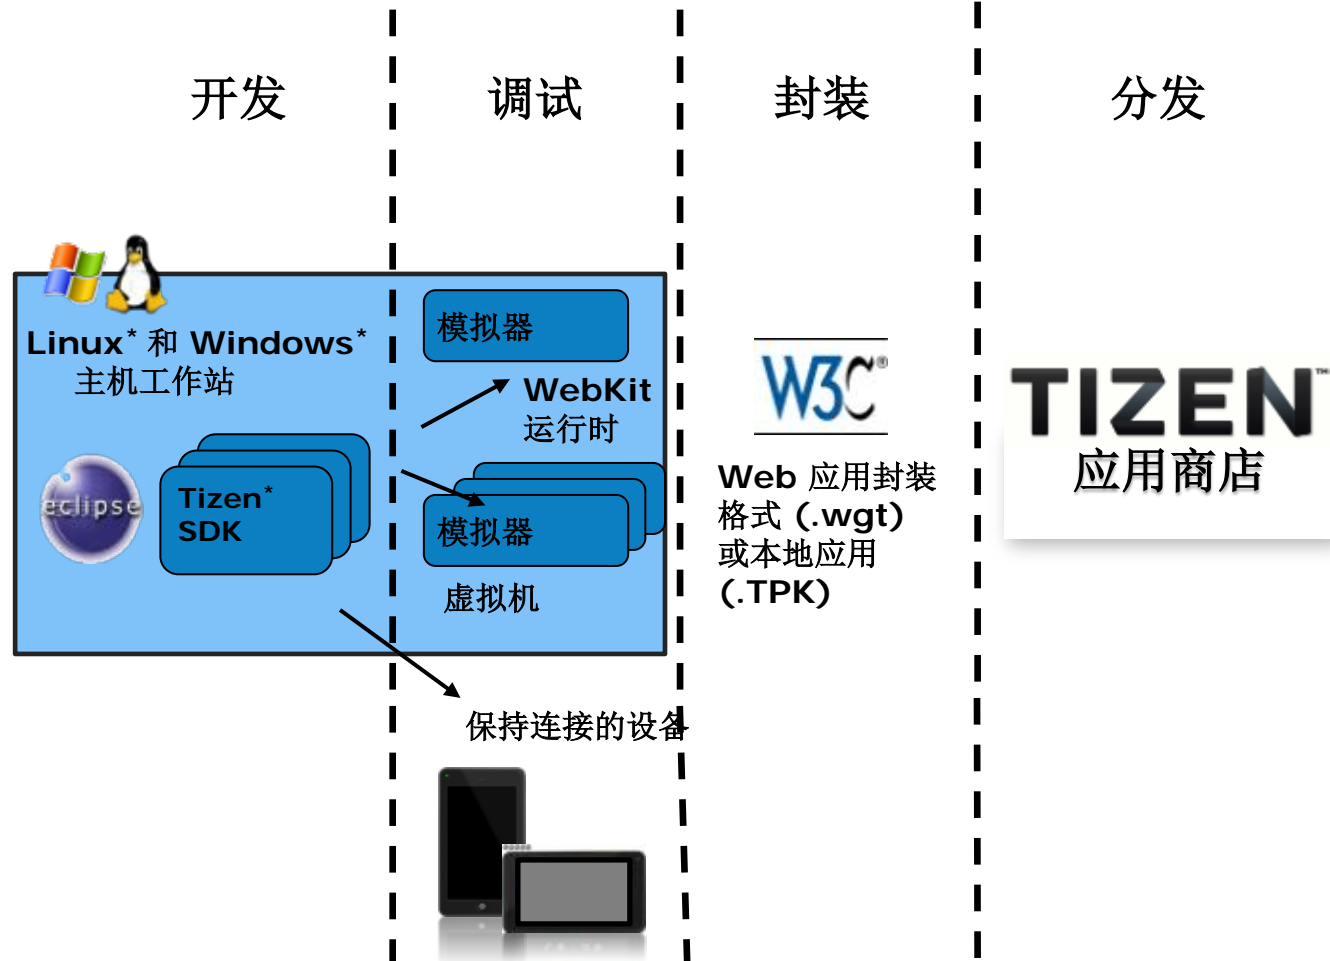 开发
调试
封装
分发
Linux* 和 Windows*
主机工作站
eclipse
Tizen*
SDK
模拟器
WebKit
运行时
模拟器
虚拟机
保持连接的设备
W3C®
Web 应用封装
格式 (.wgt)
或本地应用
(.TPK)
TIZEN™
应用商店